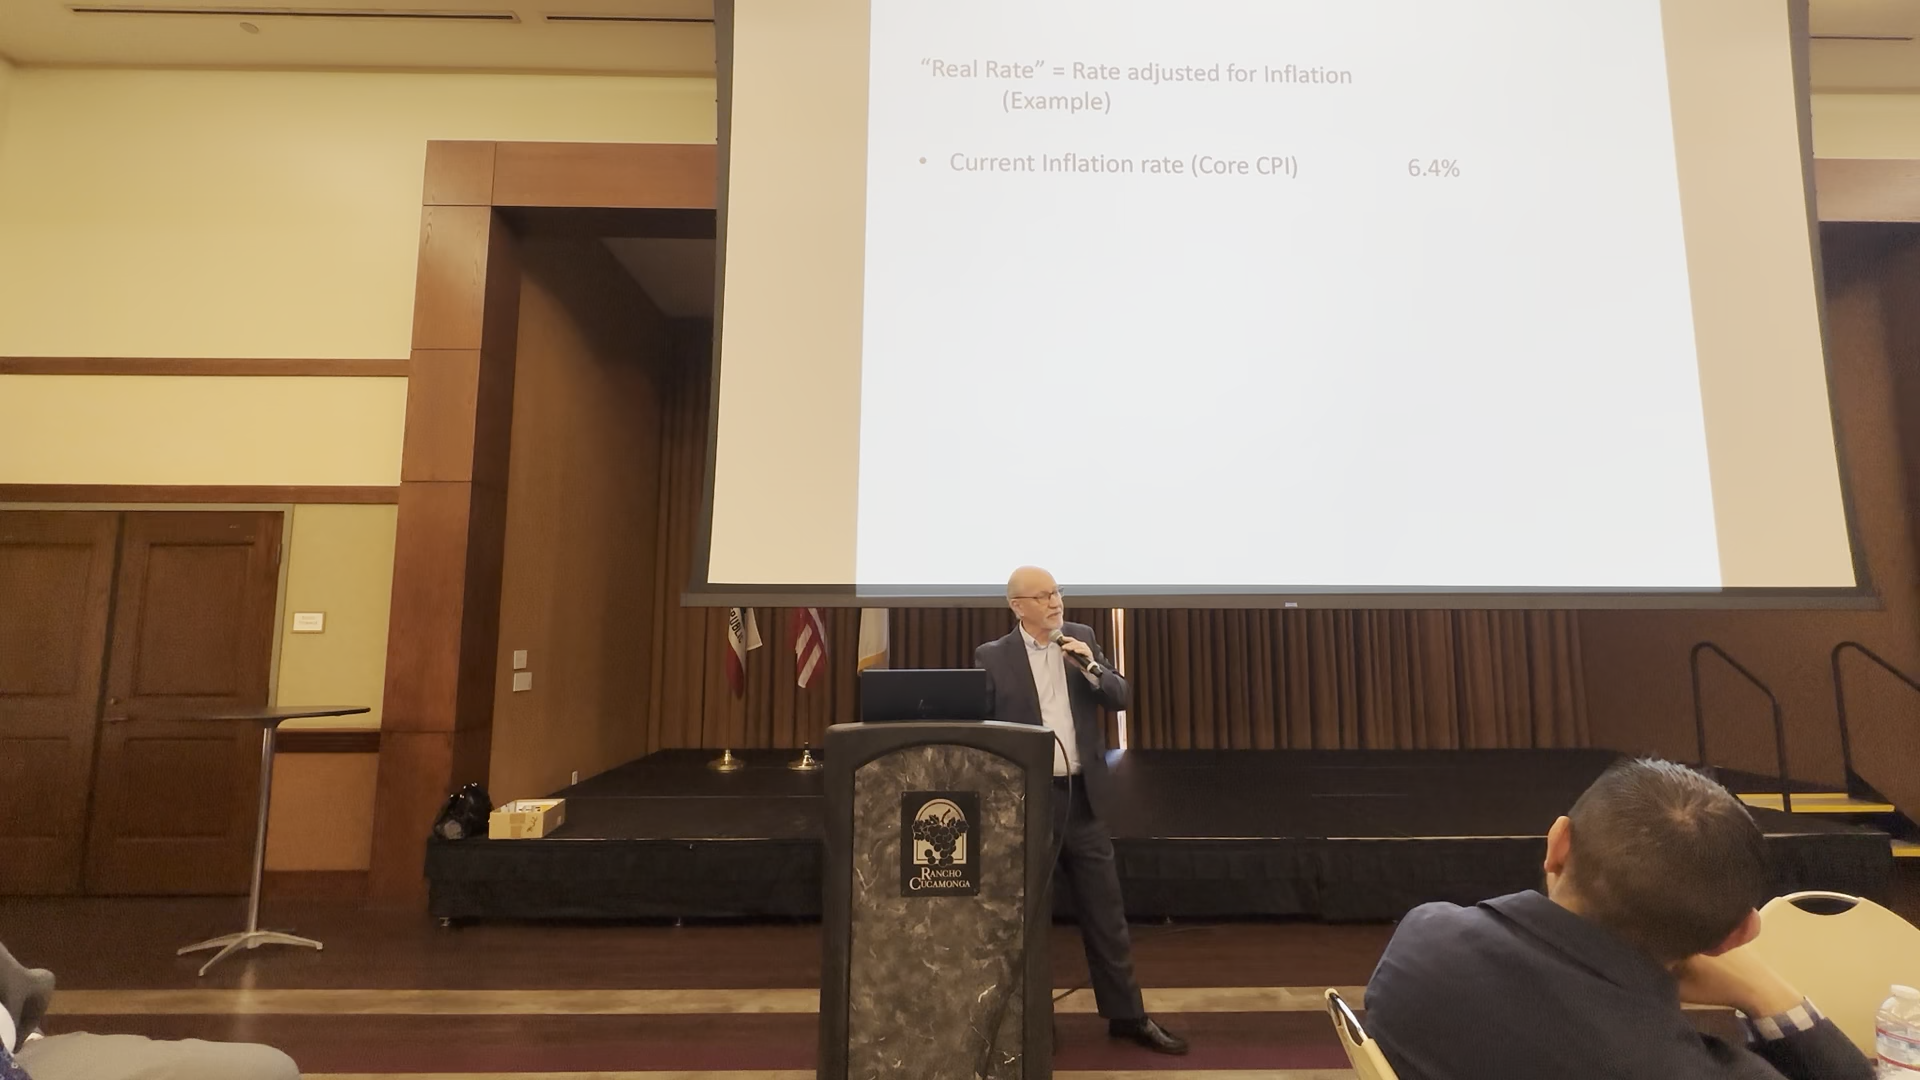 “Real Rate” = Rate adjusted for Inflation
(Example)
• Current Inflation rate (Core CPI) 6.4%
RANCHO
CUCAMONGA